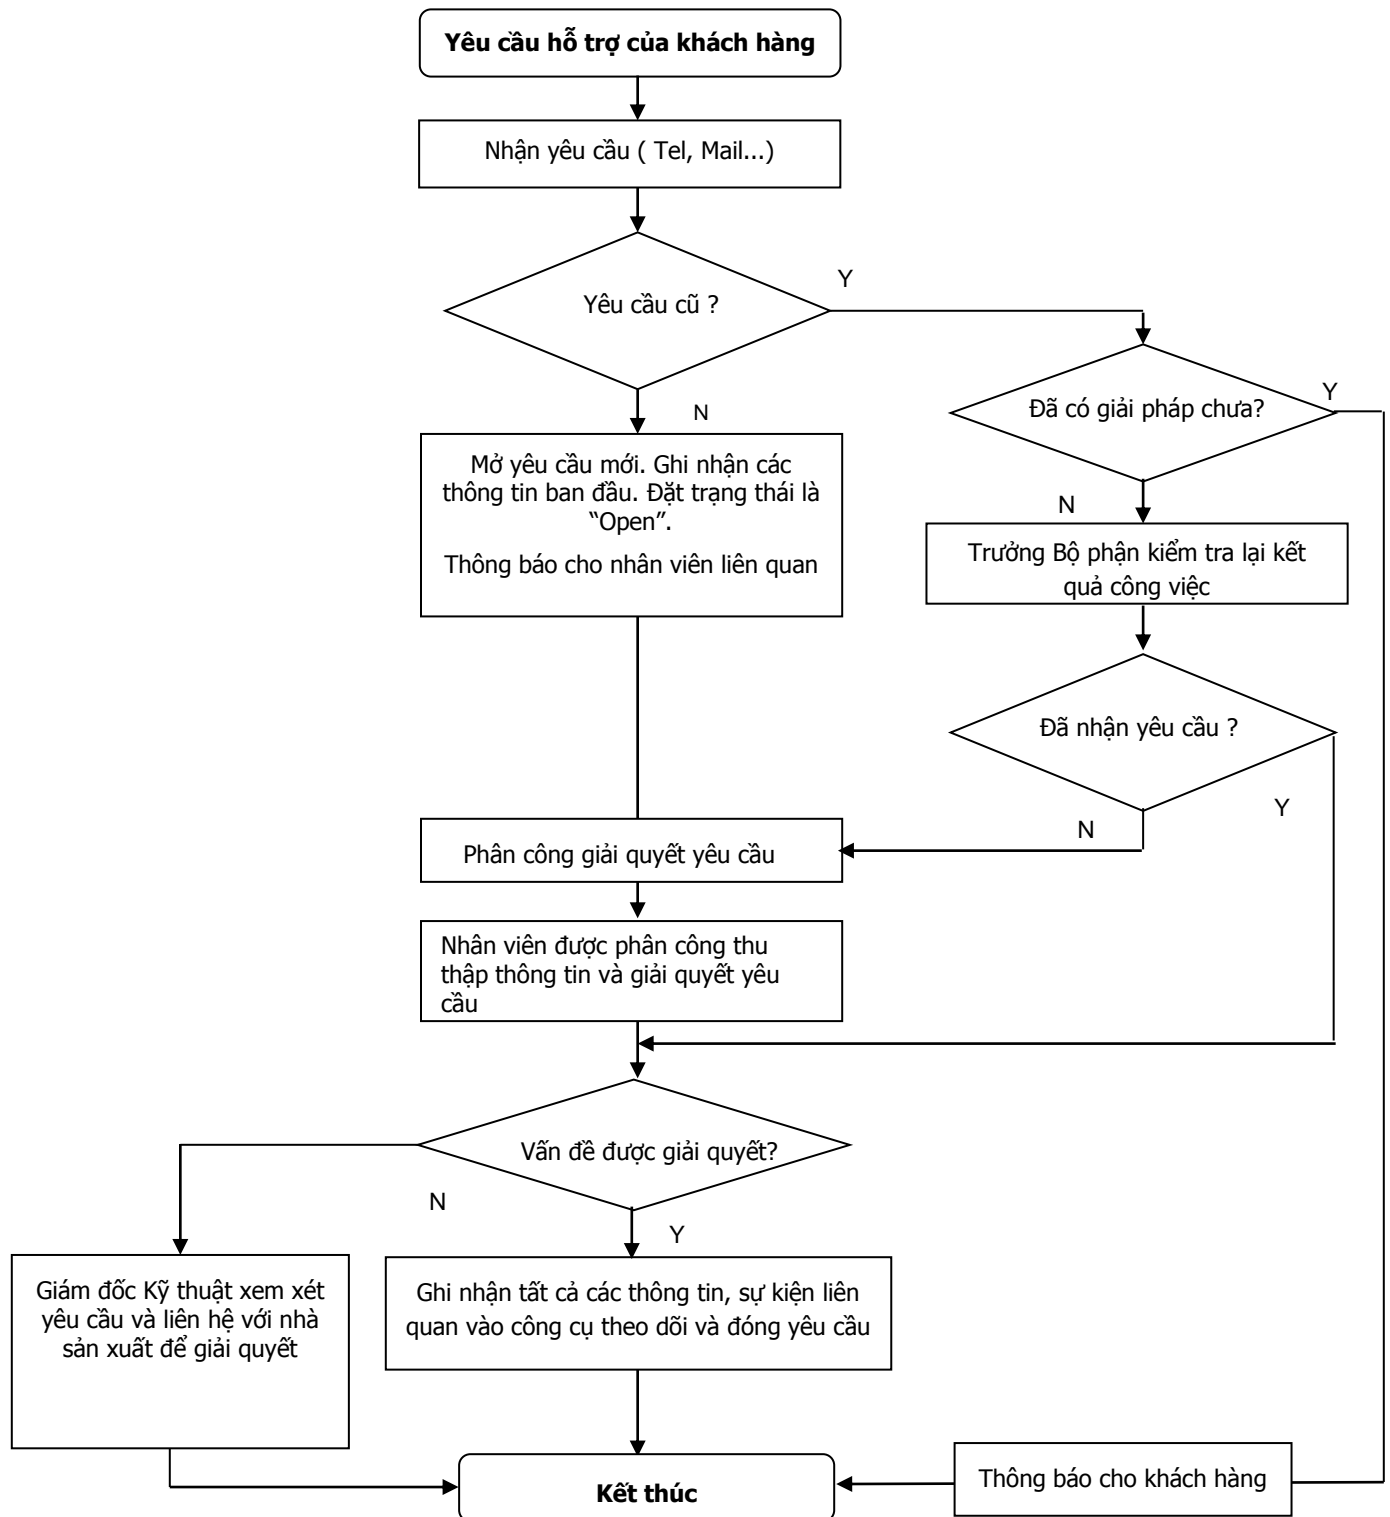 Yêu cầu hỗ trợ của khách hàng
Nhận yêu cầu ( Tel, Mail...)
Y
Yêu cầu cũ ?
Y
Đã có giải pháp chưa?
N
Mở yêu cầu mới. Ghi nhận các
thông tin ban đầu. Đặt trạng thái là
“Open”.
Thông báo cho nhân viên liên quan
N
Trưởng Bộ phận kiểm tra lại kết
quả công việc
Đã nhận yêu cầu ?
Y
N
Phân công giải quyết yêu cầu
Nhân viên được phân công thu
thập thông tin và giải quyết yêu
cầu
Vấn đề được giải quyết?
N
Y
Giám đốc Kỹ thuật xem xét
yêu cầu và liên hệ với nhà
sản xuất để giải quyết
Ghi nhận tất cả các thông tin, sự kiện liên
quan vào công cụ theo dõi và đóng yêu cầu
Thông báo cho khách hàng
Kết thúc